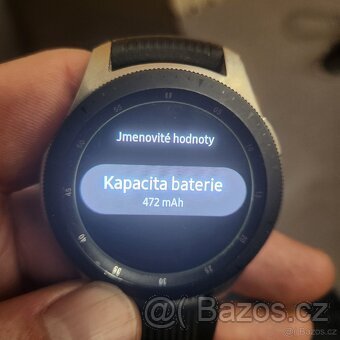 Jmenovité hodnoty
Kapacita baterie
472 mAh
Bazos.cz